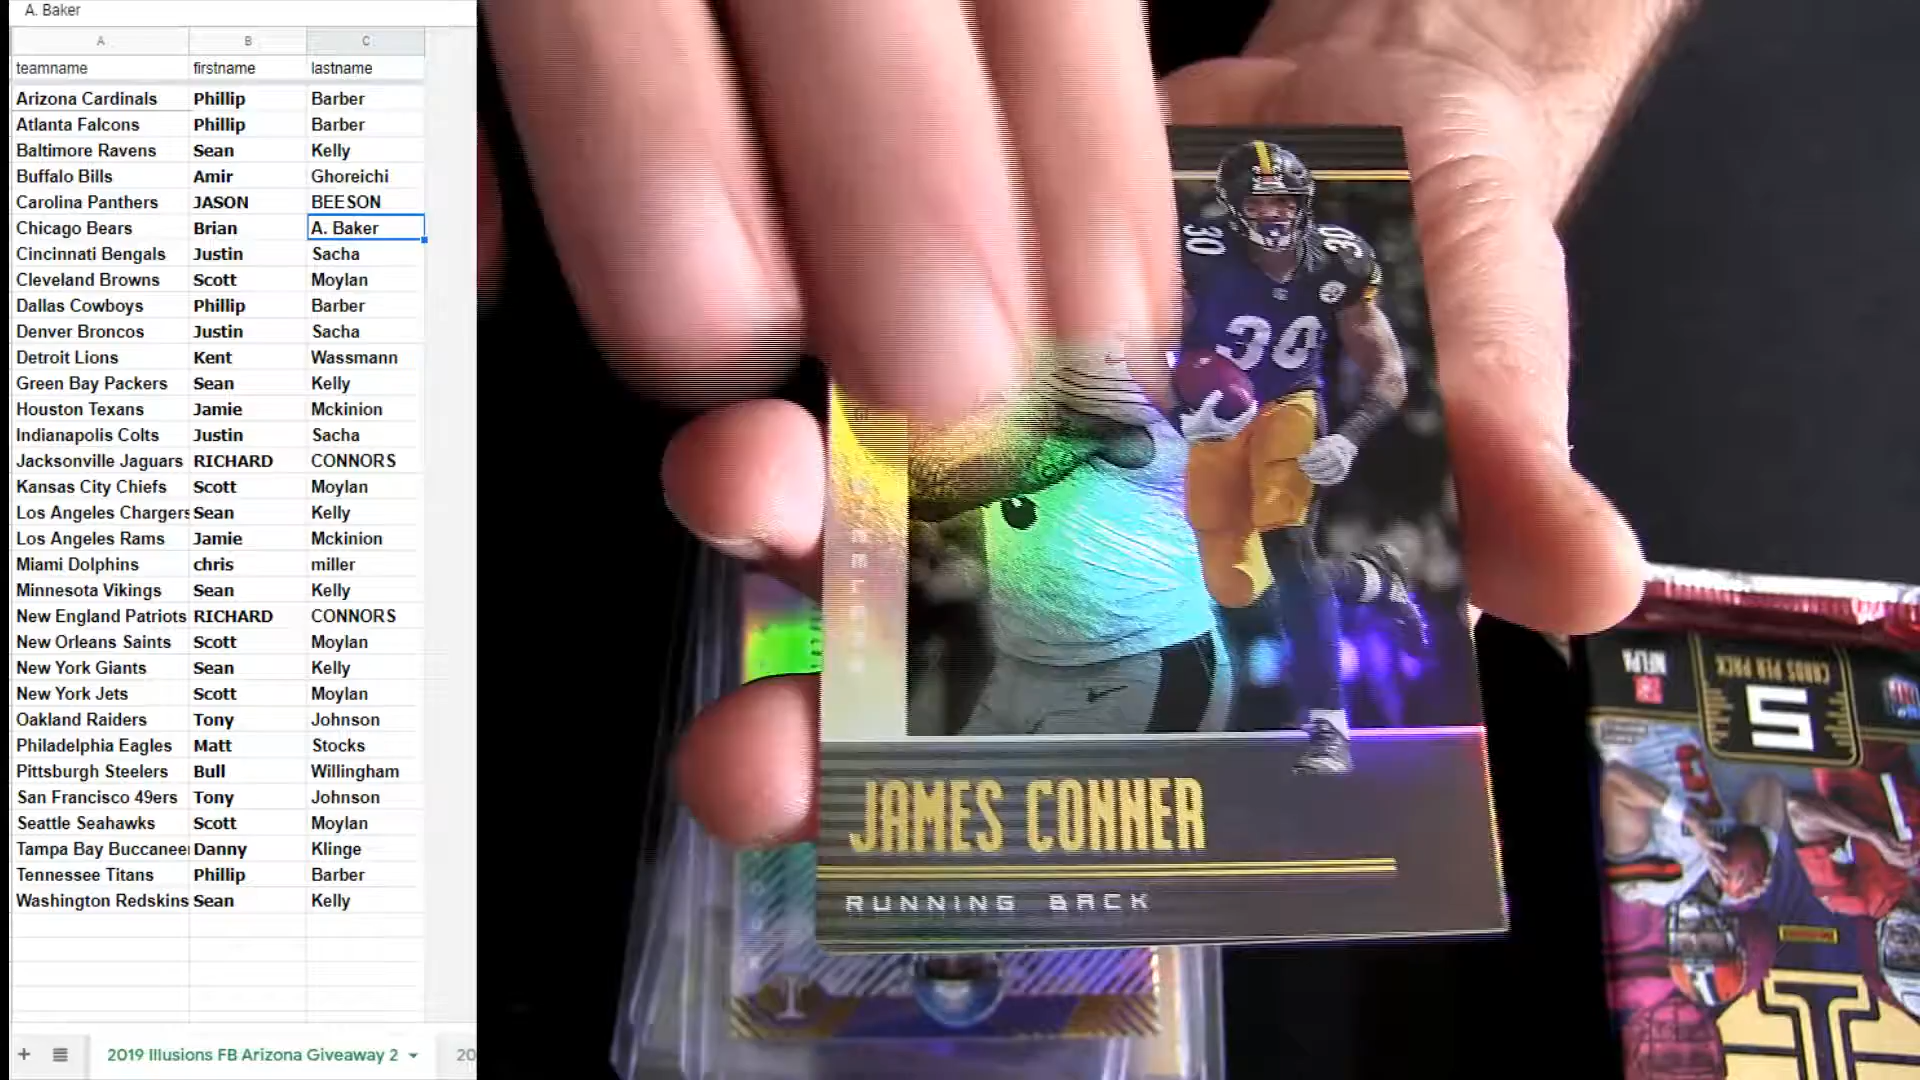 A. Baker
A B C
teamname firstname lastname
Arizona Cardinals Phillip Barber
Atlanta Falcons Phillip Barber
Baltimore Ravens Sean Kelly
Buffalo Bills Amir Ghoreichi
Carolina Panthers JASON BEESON
Chicago Bears Brian A. Baker
Cincinnati Bengals Justin Sacha
Cleveland Browns Scott Moylan
Dallas Cowboys Phillip Barber
Denver Broncos Justin Sacha
Detroit Lions Kent Wassmann
Green Bay Packers Sean Kelly
Houston Texans Jamie Mckinion
Indianapolis Colts Justin Sacha
Jacksonville Jaguars RICHARD CONNORS
Kansas City Chiefs Scott Moylan
Los Angeles Chargers Sean Kelly
Los Angeles Rams Jamie Mckinion
Miami Dolphins chris miller
Minnesota Vikings Sean Kelly
New England Patriots RICHARD CONNORS
New Orleans Saints Scott Moylan
New York Giants Sean Kelly
New York Jets Scott Moylan
Oakland Raiders Tony Johnson
Philadelphia Eagles Matt Stocks
Pittsburgh Steelers Bull Willingham
San Francisco 49ers Tony Johnson
Seattle Seahawks Scott Moylan
Tampa Bay Buccanee Danny Klinge
Tennessee Titans Phillip Barber
Washington Redskins Sean Kelly
+ 2019 Illusions FB Arizona Giveaway 2 20
30 30
30
JAMES CONNER
RUNNING BACK
NFLPA
5
CARDS PER PACK